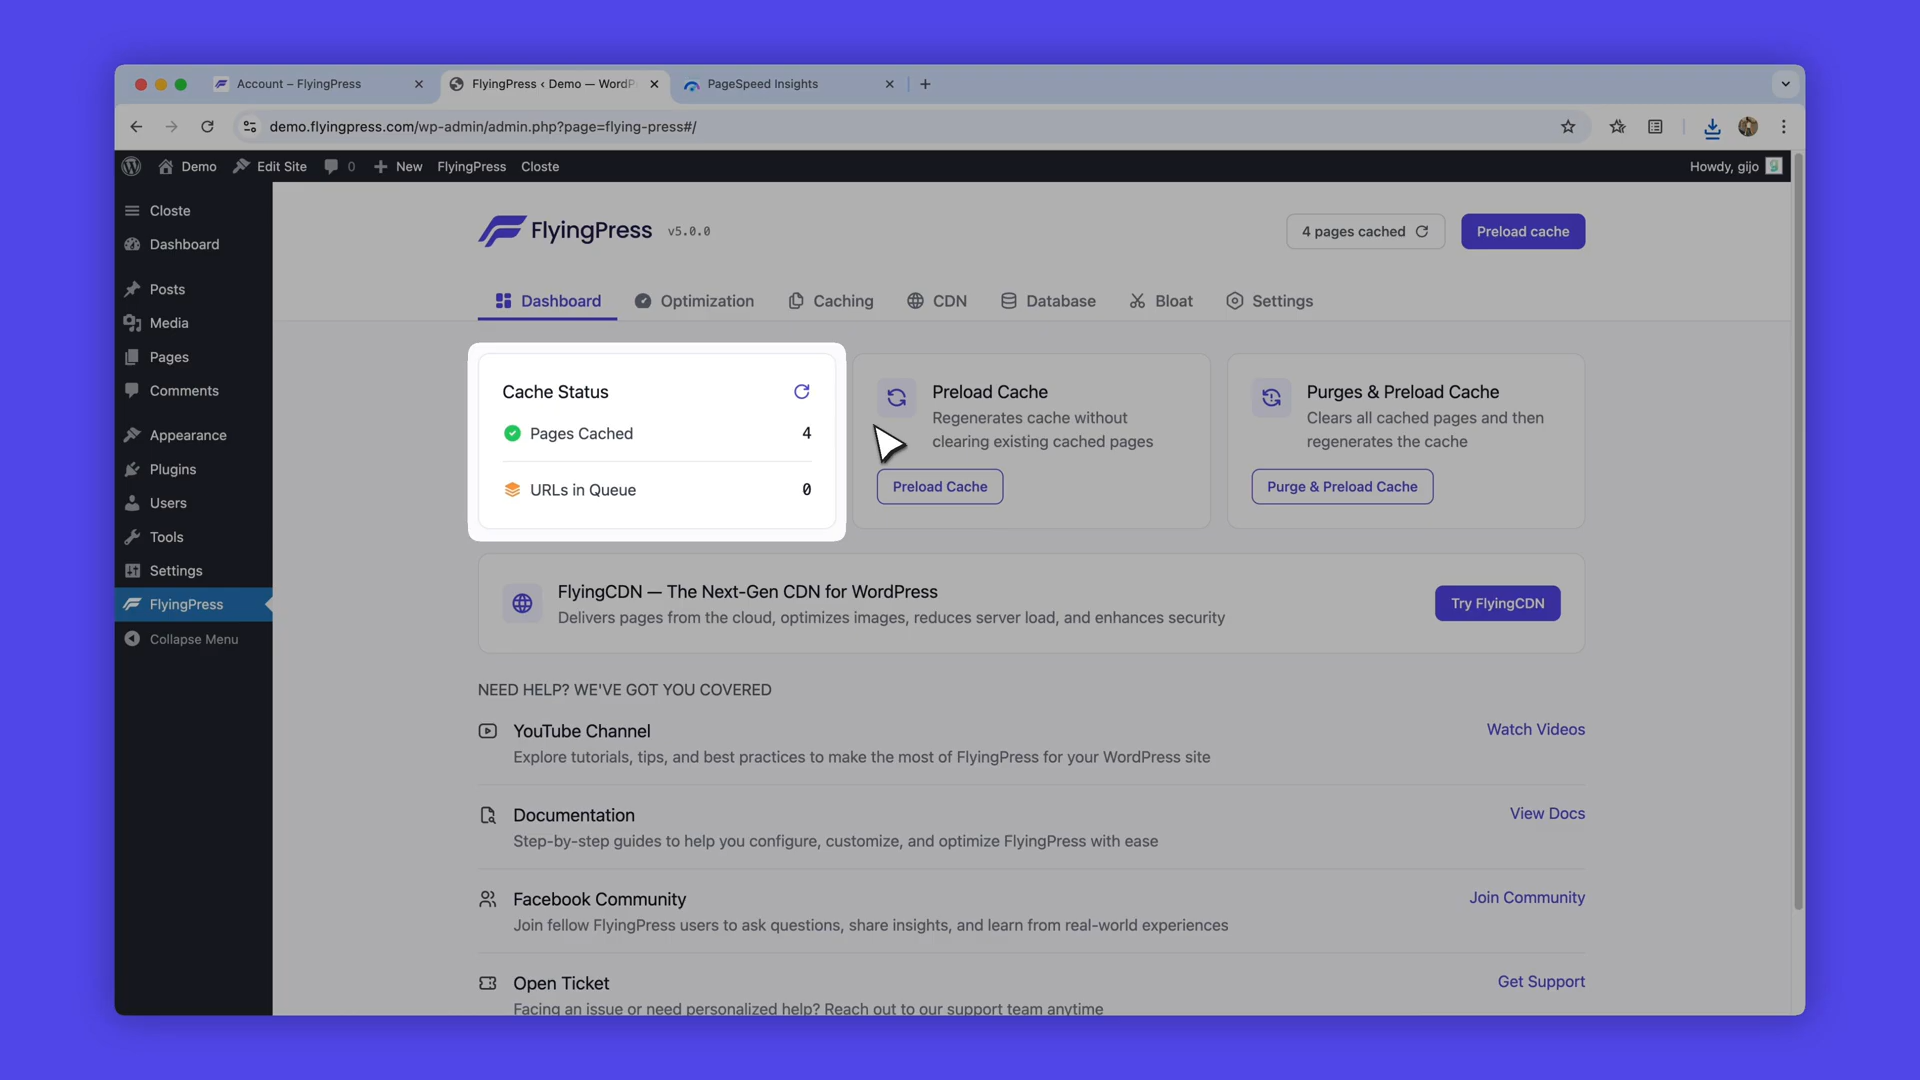 Account – FlyingPress
FlyingPress ‹ Demo — WordP
PageSpeed Insights
demo.flyingpress.com/wp-admin/admin.php?page=flying-press#/
Demo
Edit Site
0
New
FlyingPress
Closte
Howdy, gijo
Closte
Dashboard
Posts
Media
Pages
Comments
Appearance
Plugins
Users
Tools
Settings
FlyingPress
Collapse Menu
FlyingPress
v5.0.0
4 pages cached
Preload cache
Dashboard
Optimization
Caching
CDN
Database
Bloat
Settings
Cache Status
Pages Cached
4
URLs in Queue
0
Preload Cache
Regenerates cache without
clearing existing cached pages
Preload Cache
Purges & Preload Cache
Clears all cached pages and then
regenerates the cache
Purge & Preload Cache
FlyingCDN — The Next-Gen CDN for WordPress
Delivers pages from the cloud, optimizes images, reduces server load, and enhances security
Try FlyingCDN
NEED HELP? WE'VE GOT YOU COVERED
YouTube Channel
Explore tutorials, tips, and best practices to make the most of FlyingPress for your WordPress site
Watch Videos
Documentation
Step-by-step guides to help you configure, customize, and optimize FlyingPress with ease
View Docs
Facebook Community
Join fellow FlyingPress users to ask questions, share insights, and learn from real-world experiences
Join Community
Open Ticket
Facing an issue or need personalized help? Reach out to our support team anytime
Get Support